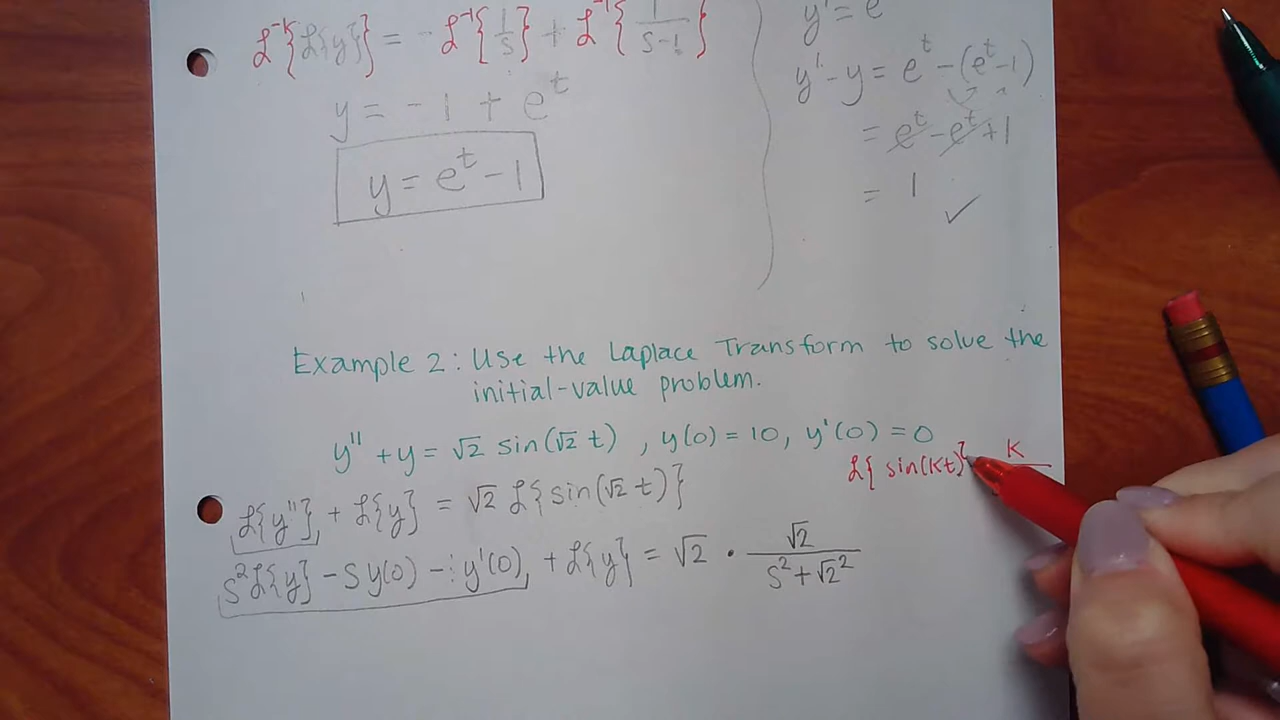 ℒ⁻¹{ℒ{y}} = -ℒ⁻¹{1/s} + ℒ⁻¹{1/(s-1)}
y = -1 + e^t
y = e^t - 1
y' = e
y' - y = e^t - (e^t - 1)
= e^t - e^t + 1
= 1 ✓
Example 2: Use the Laplace Transform to solve the
initial-value problem.
y'' + y = √2 sin(√2 t), y(0) = 10, y'(0) = 0
ℒ{sin(kt)} k
ℒ{y''} + ℒ{y} = √2 ℒ{sin(√2 t)}
s²ℒ{y} - sy(0) - y'(0) + ℒ{y} = √2 · √2/(s² + √2²)